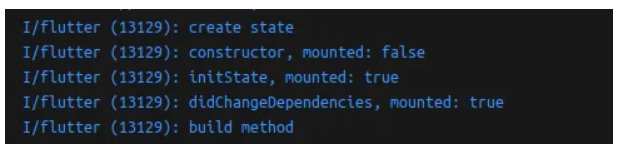 I/flutter (13129): create state
I/flutter (13129): constructor, mounted: false
I/flutter (13129): initState, mounted: true
I/flutter (13129): didChangeDependencies, mounted: true
I/flutter (13129): build method